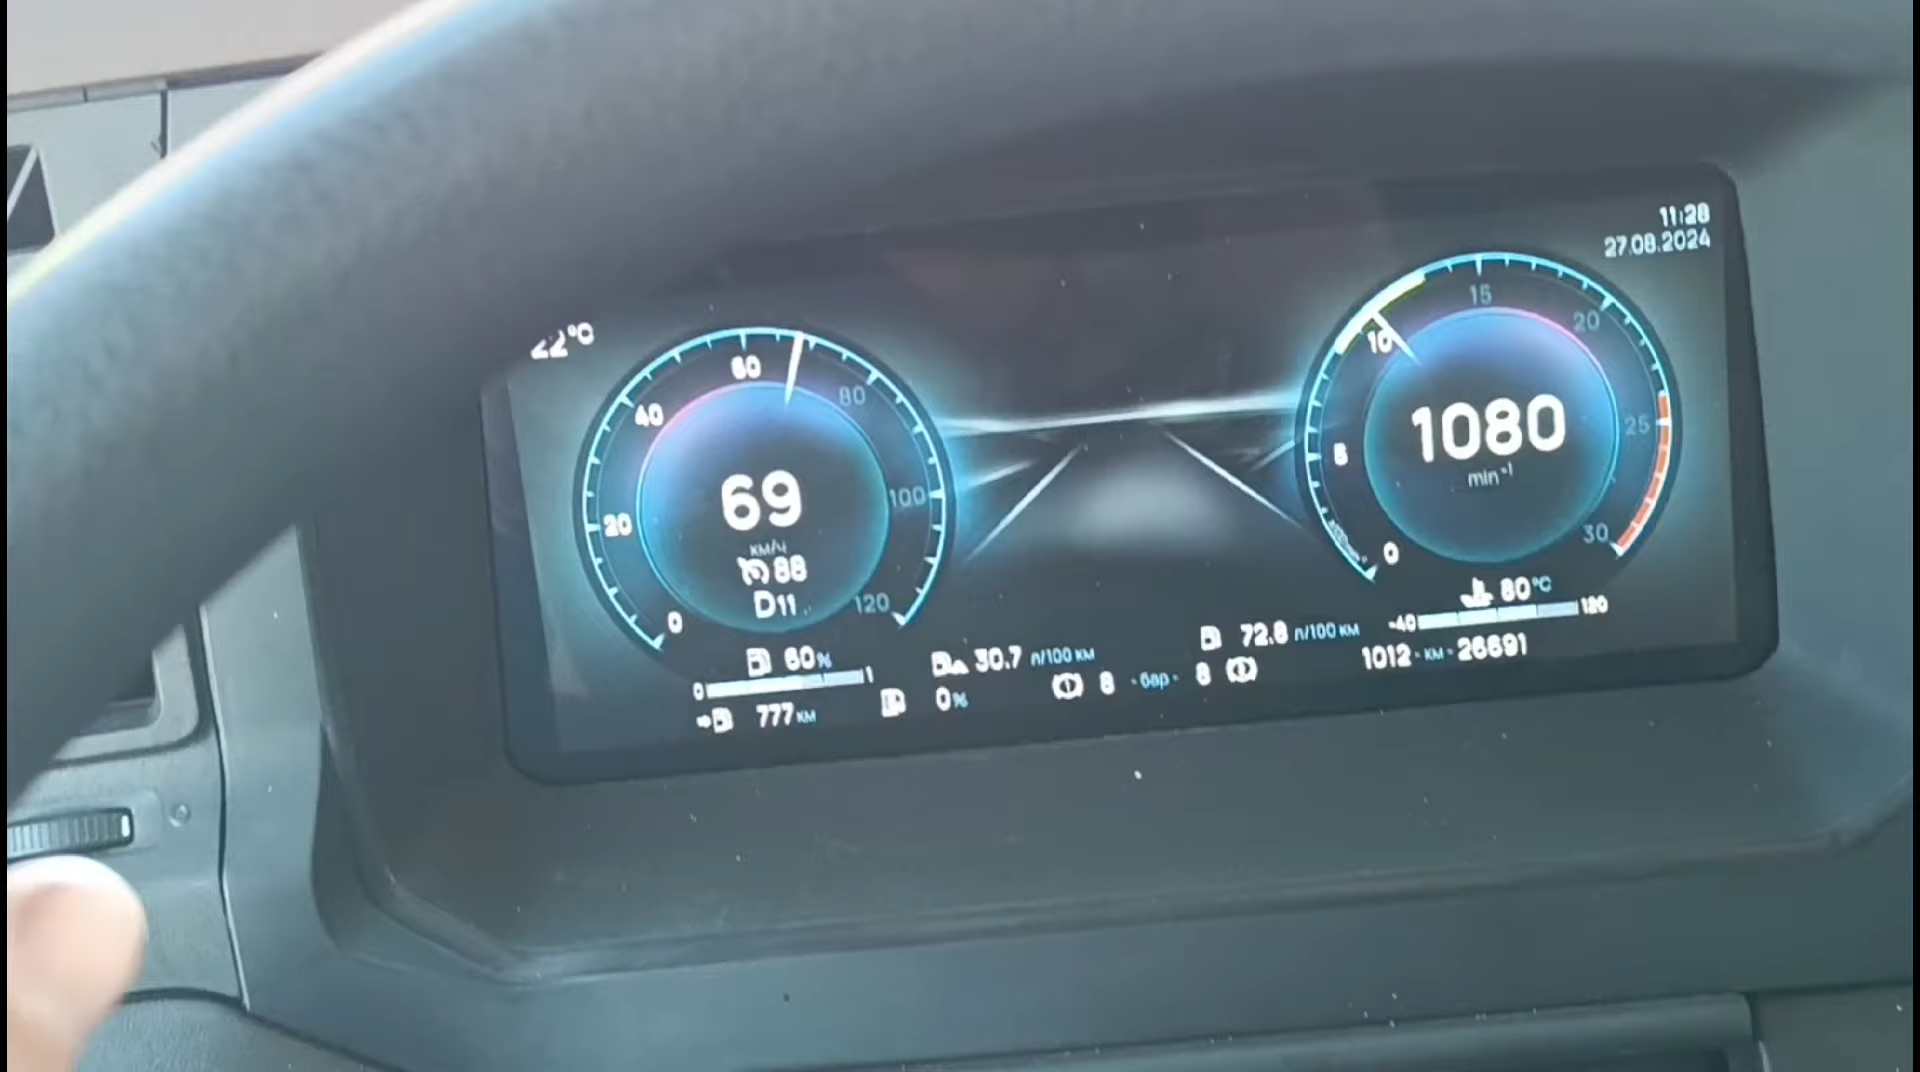 11:28
27.08.2024
22°C
60
40
80
20
100
0
120
69
км/ч
88
D11
15
10
20
5
25
0
30
1080
min⁻¹
80°C
-40 120
60%
0 1
777 км
30.7 л/100 км
0%
8 -бар- 8
72.8 л/100 км
1012 - км - 26691